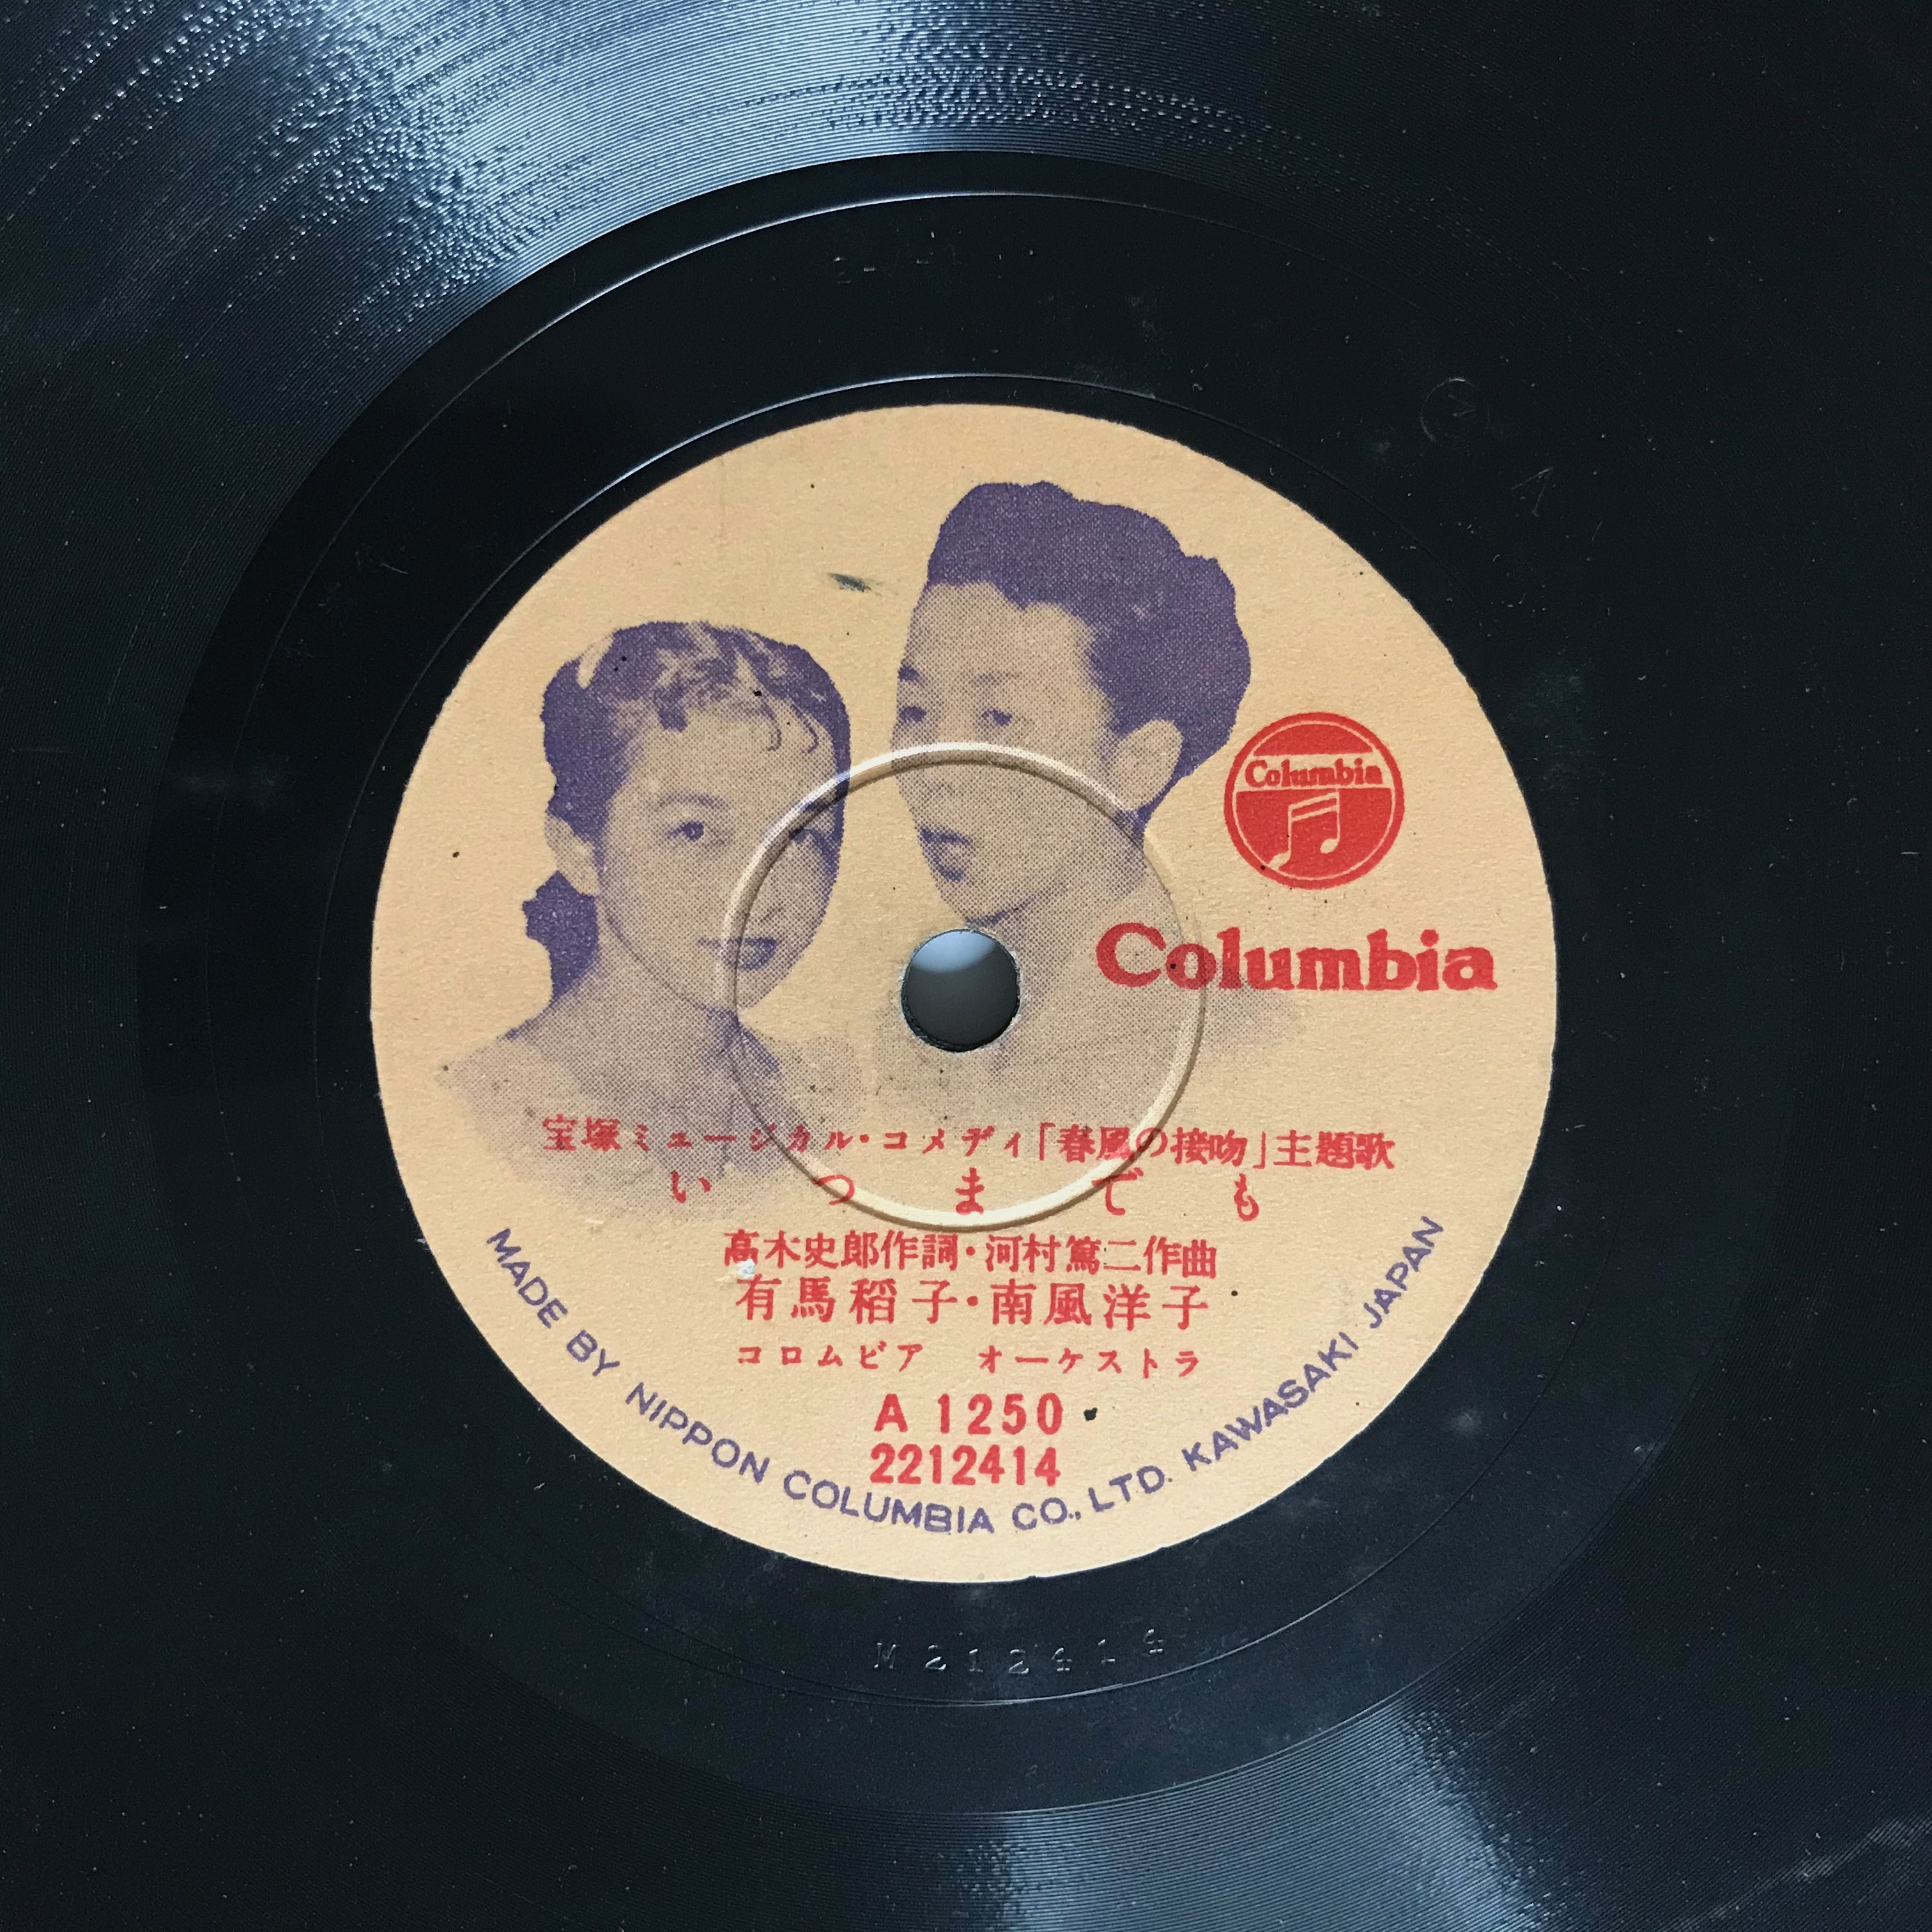 Columbia
Columbia
宝塚ミュージカル・コメディ「春風の接吻」主題歌
いつまでも
高木史郎作詞・河村篤二作曲
有馬稲子・南風洋子
コロムビア オーケストラ
A 1250
2212414
MADE BY NIPPON COLUMBIA CO., LTD. KAWASAKI JAPAN
M 212414